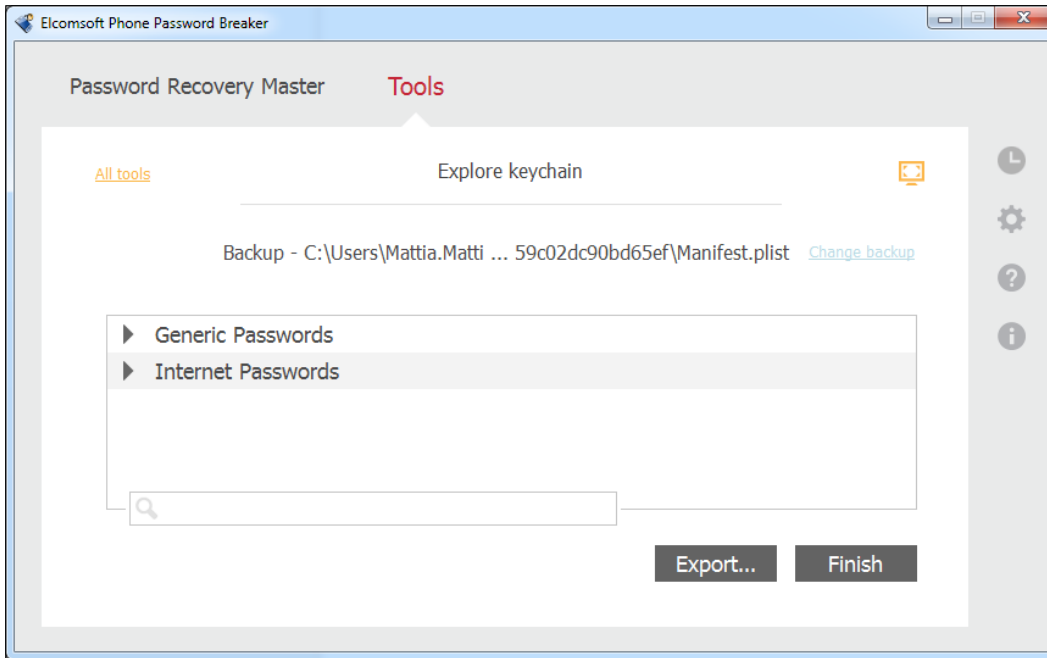 Elcomsoft Phone Password Breaker
Password Recovery Master Tools
All tools Explore keychain
Backup - C:\Users\Mattia.Matti ... 59c02dc90bd65ef\Manifest.plist Change backup
Generic Passwords
Internet Passwords
Export... Finish